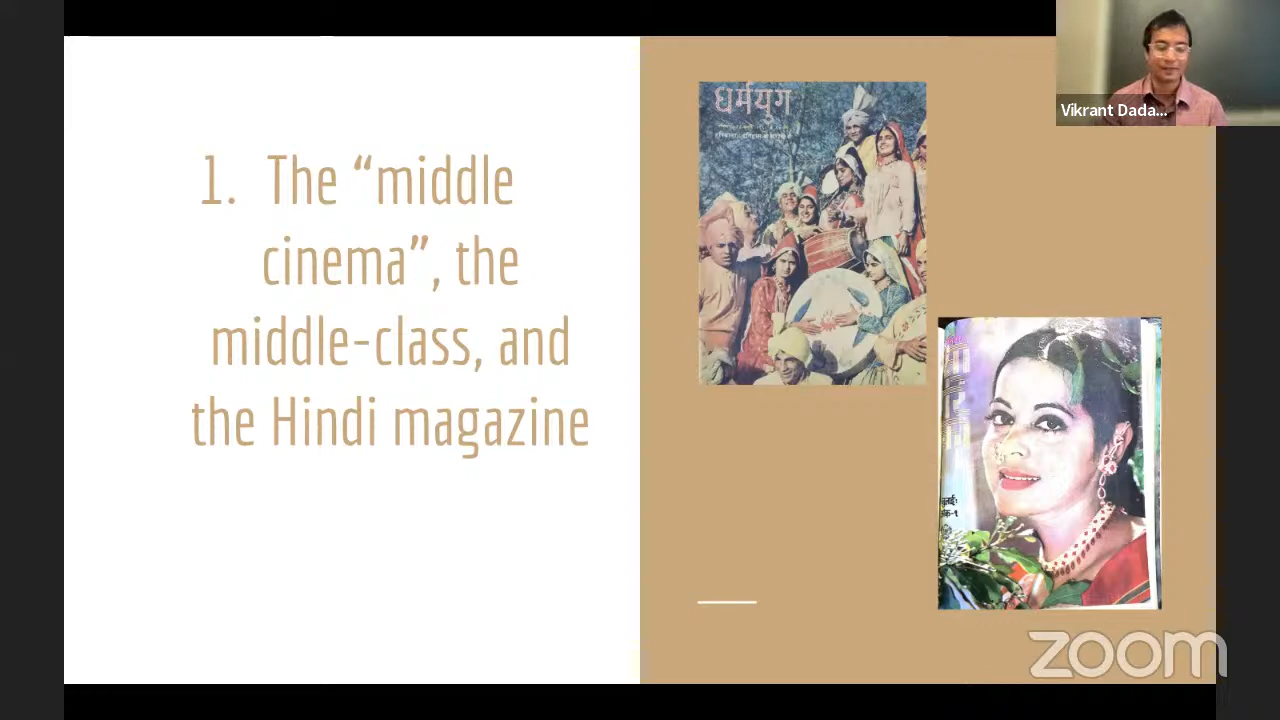 1. The “middle
cinema”, the
middle-class, and
the Hindi magazine
धर्मयुग
Vikrant Dada...
zoom